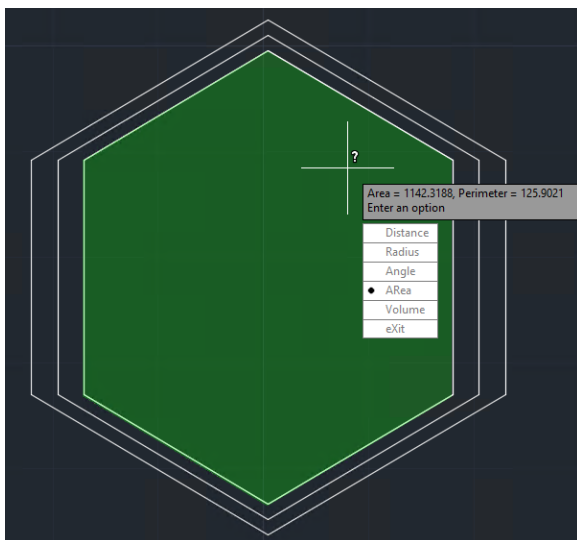 ?
Area = 1142.3188, Perimeter = 125.9021
Enter an option
Distance
Radius
Angle
ARea
Volume
eXit